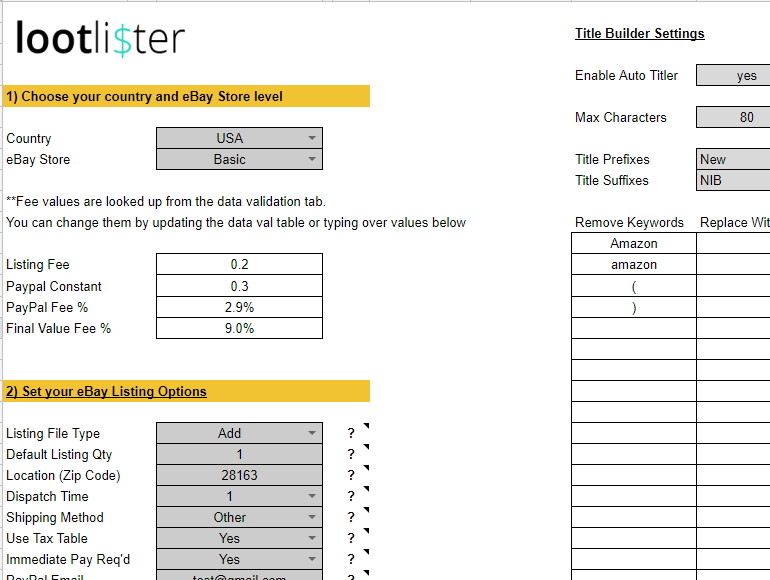 lootli$ter
1) Choose your country and eBay Store level
Country USA
eBay Store Basic
**Fee values are looked up from the data validation tab.
You can change them by updating the data val table or typing over values below
Listing Fee 0.2
Paypal Constant 0.3
PayPal Fee % 2.9%
Final Value Fee % 9.0%
2) Set your eBay Listing Options
Listing File Type Add ?
Default Listing Qty 1 ?
Location (Zip Code) 28163 ?
Dispatch Time 1 ?
Shipping Method Other ?
Use Tax Table Yes ?
Immediate Pay Req'd Yes ?
PayPal Email test@gmail.com ?
Title Builder Settings
Enable Auto Titler yes
Max Characters 80
Title Prefixes New
Title Suffixes NIB
Remove Keywords Replace Wit
Amazon
amazon
(
)